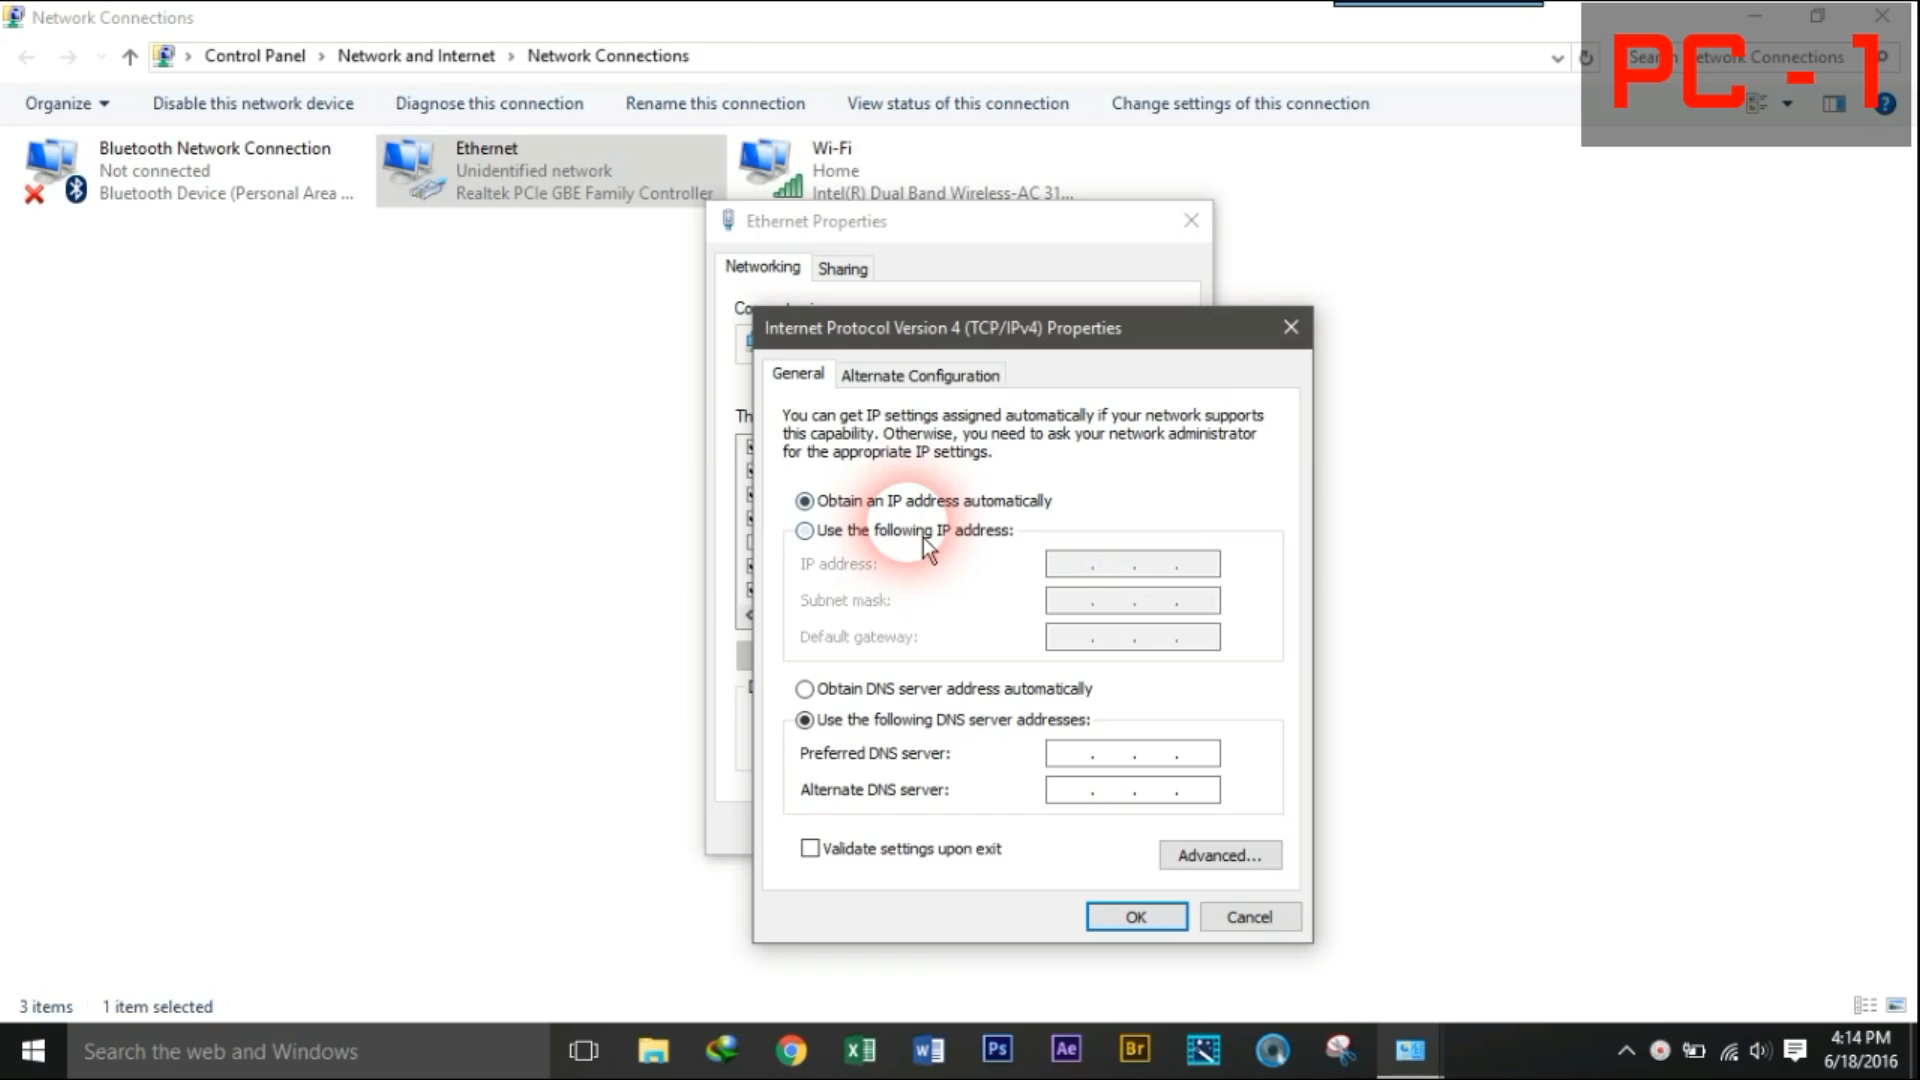 Network Connections
Control Panel > Network and Internet > Network Connections
Search Network Connections
PC-1
Organize
Disable this network device
Diagnose this connection
Rename this connection
View status of this connection
Change settings of this connection
Bluetooth Network Connection
Not connected
Bluetooth Device (Personal Area ...
Ethernet
Unidentified network
Realtek PCIe GBE Family Controller
Wi-Fi
Home
Intel(R) Dual Band Wireless-AC 31...
Ethernet Properties
Networking
Sharing
Internet Protocol Version 4 (TCP/IPv4) Properties
General
Alternate Configuration
You can get IP settings assigned automatically if your network supports
this capability. Otherwise, you need to ask your network administrator
for the appropriate IP settings.
Obtain an IP address automatically
Use the following IP address:
IP address:
Subnet mask:
Default gateway:
Obtain DNS server address automatically
Use the following DNS server addresses:
Preferred DNS server:
Alternate DNS server:
Validate settings upon exit
Advanced...
OK
Cancel
3 items
1 item selected
Search the web and Windows
Ps
Ae
Br
4:14 PM
6/18/2016